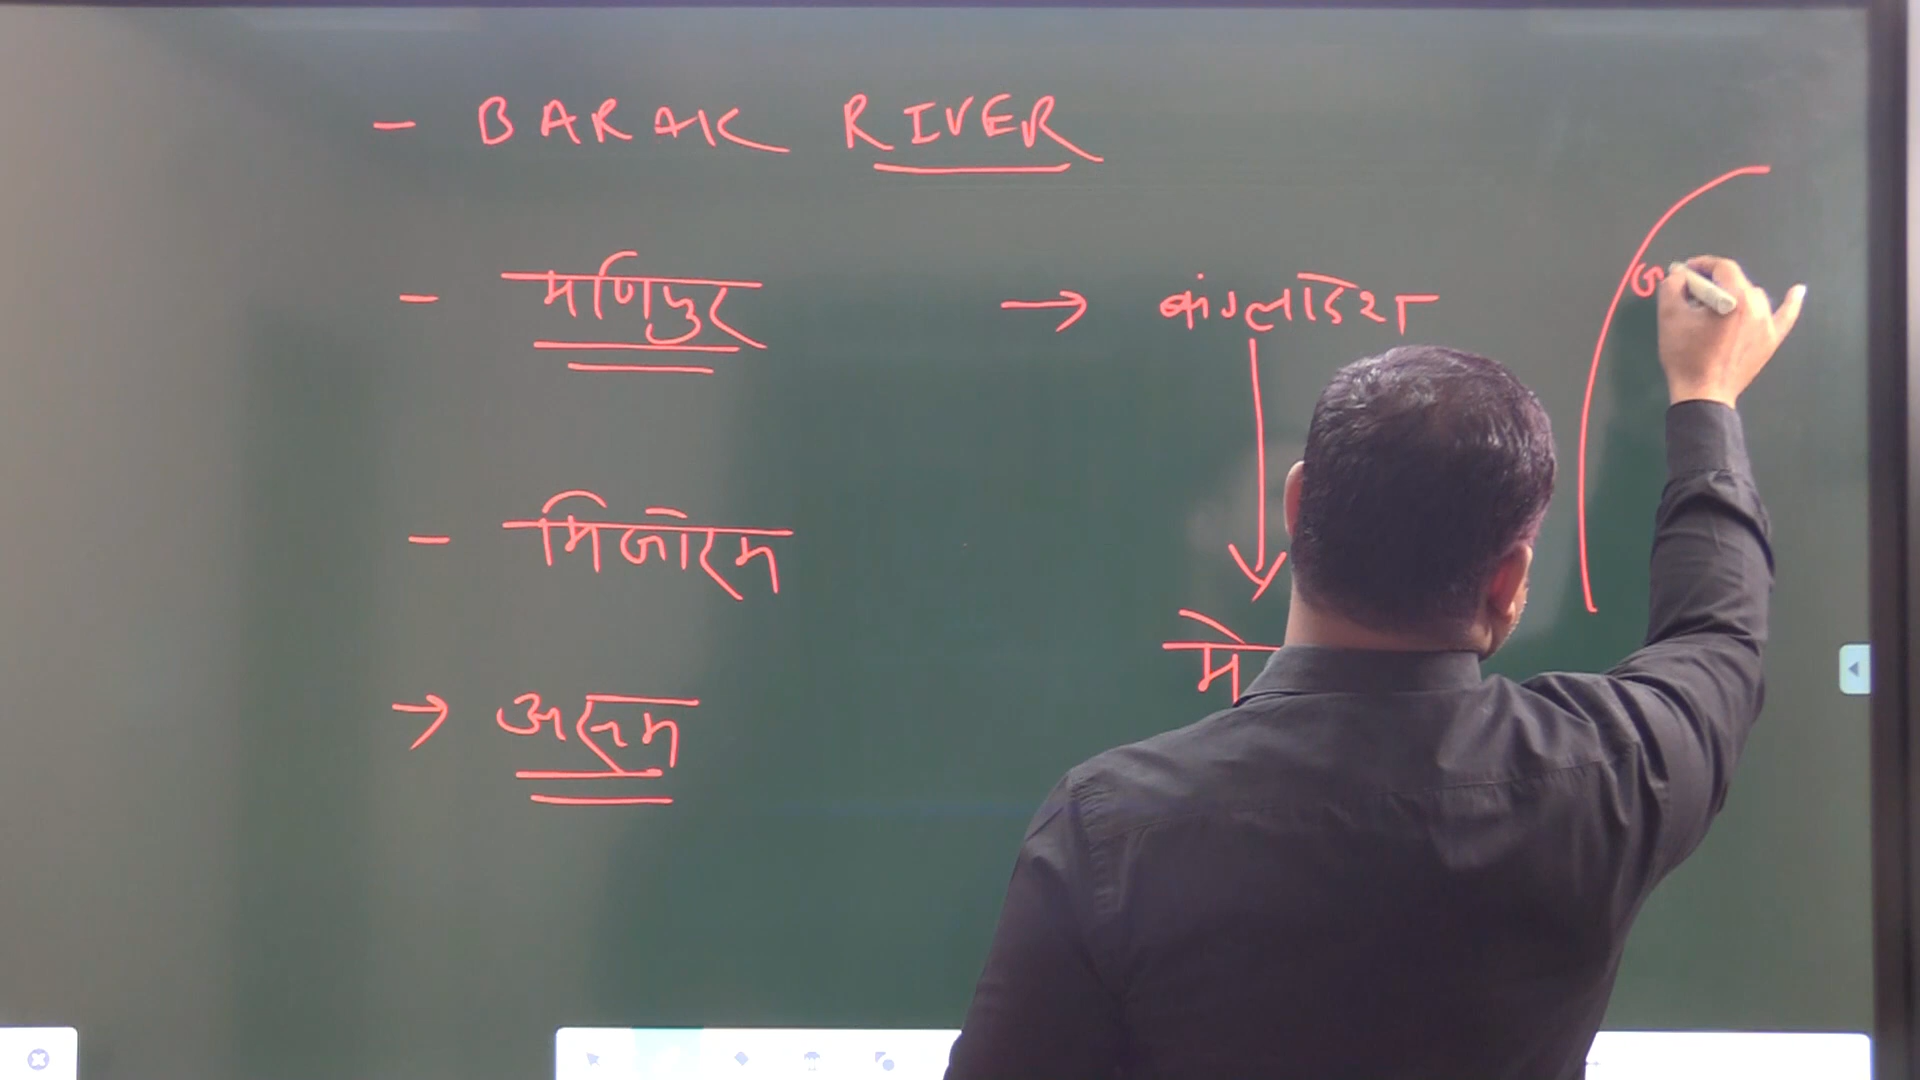 - BARAK RIVER
- मणिपुर → बांग्लादेश
- मिजोरम
→ असम